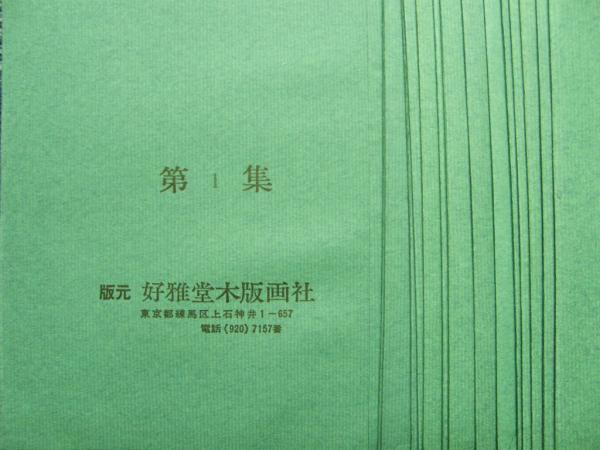 第1集
版元 好雅堂木版画社
東京都練馬区上石神井1-657
電話(920)7157番